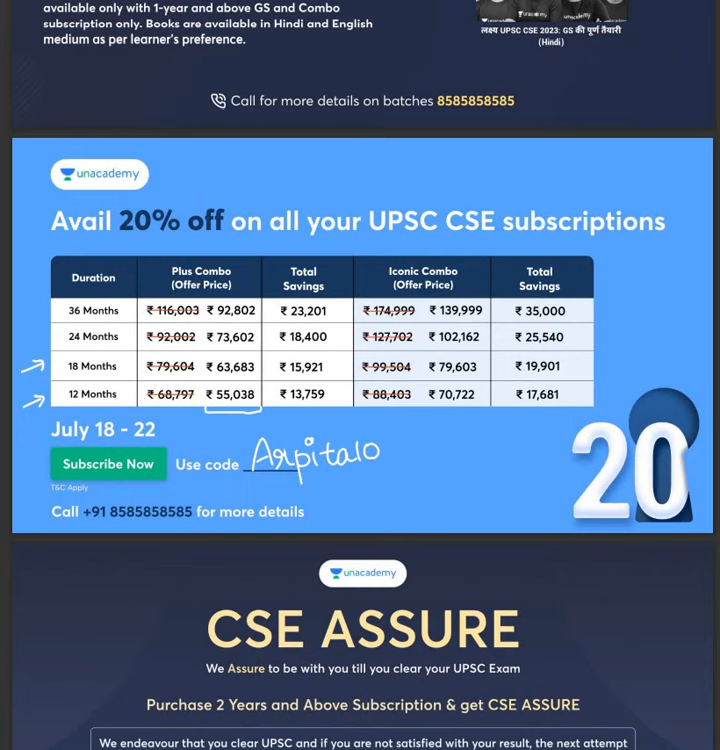 available only with 1-year and above GS and Combo
subscription only. Books are available in Hindi and English
medium as per learner's preference.
unacademy unacademy
लक्ष्य UPSC CSE 2023: GS की पूर्ण तैयारी
(Hindi)
Call for more details on batches 8585858585
unacademy
Avail 20% off on all your UPSC CSE subscriptions
Duration Plus Combo (Offer Price) Total Savings Iconic Combo (Offer Price) Total Savings
36 Months ₹ 116,003 ₹ 92,802 ₹ 23,201 ₹ 174,999 ₹ 139,999 ₹ 35,000
24 Months ₹ 92,002 ₹ 73,602 ₹ 18,400 ₹ 127,702 ₹ 102,162 ₹ 25,540
18 Months ₹ 79,604 ₹ 63,683 ₹ 15,921 ₹ 99,504 ₹ 79,603 ₹ 19,901
12 Months ₹ 68,797 ₹ 55,038 ₹ 13,759 ₹ 88,403 ₹ 70,722 ₹ 17,681
July 18 - 22
Subscribe Now Use code Arpita10
T&C Apply
Call +91 8585858585 for more details
20
unacademy
CSE ASSURE
We Assure to be with you till you clear your UPSC Exam
Purchase 2 Years and Above Subscription & get CSE ASSURE
We endeavour that you clear UPSC and if you are not satisfied with your result, the next attempt